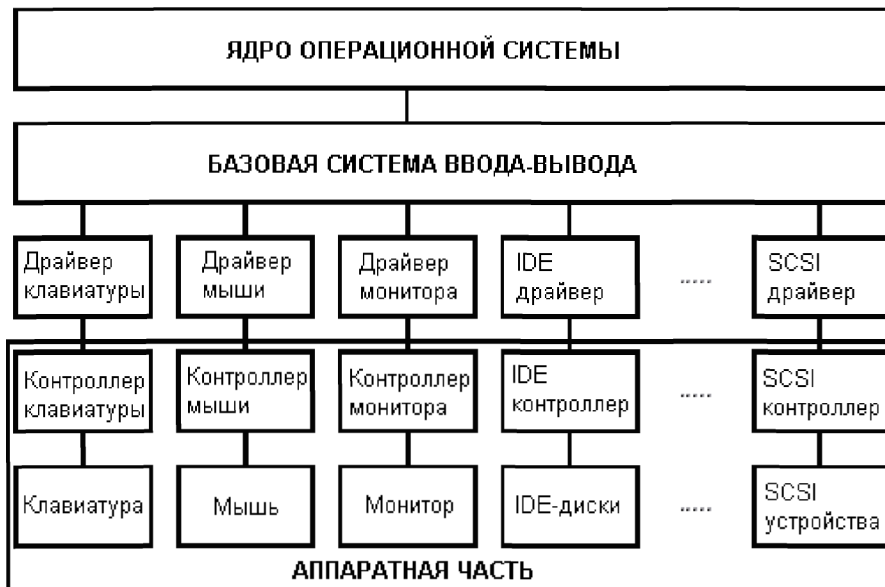 ЯДРО ОПЕРАЦИОННОЙ СИСТЕМЫ
БАЗОВАЯ СИСТЕМА ВВОДА-ВЫВОДА
Драйвер
клавиатуры
Драйвер
мыши
Драйвер
монитора
IDE
драйвер
.....
SCSI
драйвер
Контроллер
клавиатуры
Контроллер
мыши
Контроллер
монитора
IDE
контроллер
.....
SCSI
контроллер
Клавиатура
Мышь
Монитор
IDE-диски
.....
SCSI
устройства
АППАРАТНАЯ ЧАСТЬ